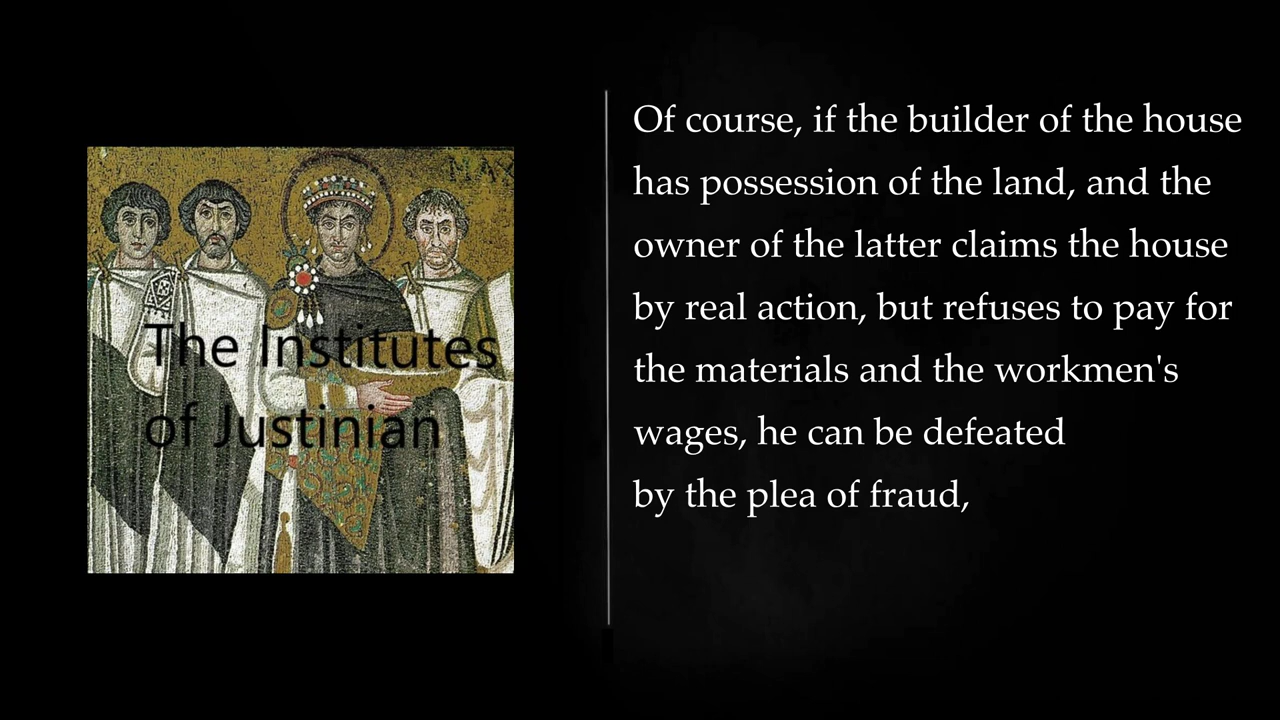 The Institutes
of Justinian
Of course, if the builder of the house
has possession of the land, and the
owner of the latter claims the house
by real action, but refuses to pay for
the materials and the workmen's
wages, he can be defeated
by the plea of fraud,